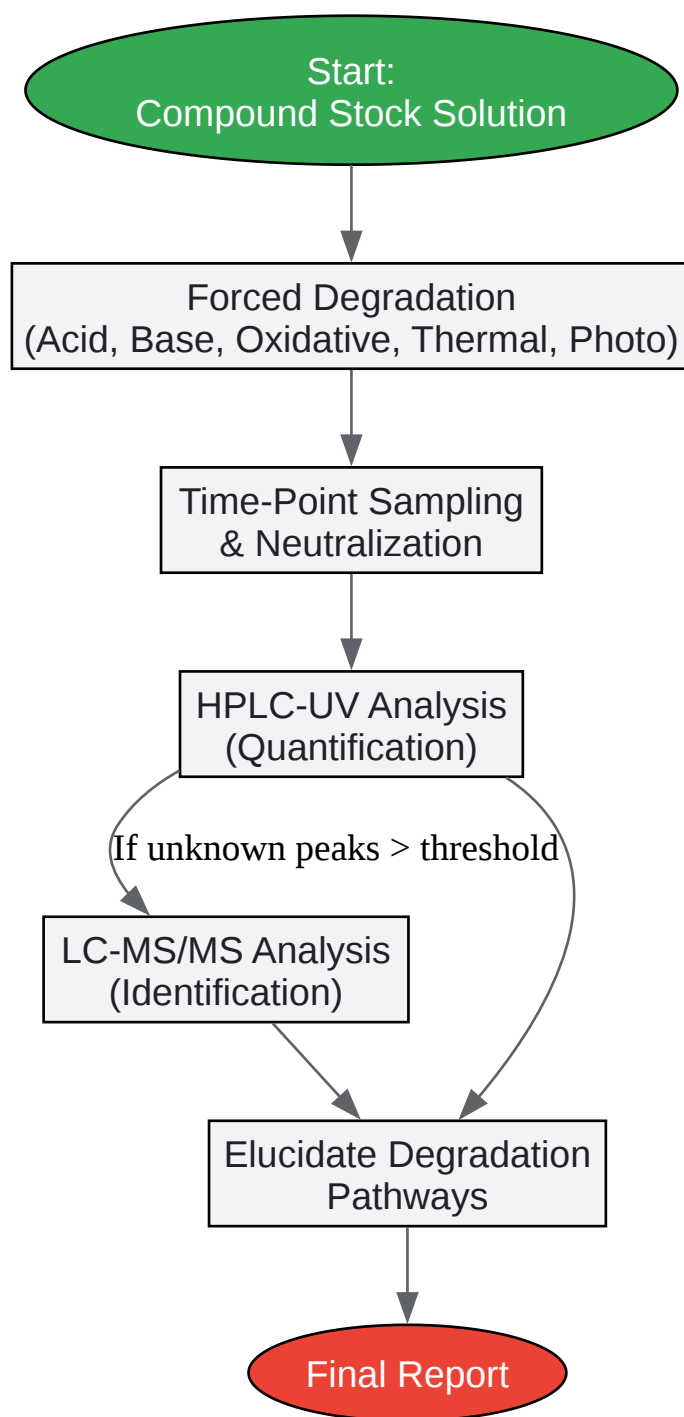 Start:
Compound Stock Solution
Forced Degradation
(Acid, Base, Oxidative, Thermal, Photo)
Time-Point Sampling
& Neutralization
HPLC-UV Analysis
(Quantification)
If unknown peaks > threshold
LC-MS/MS Analysis
(Identification)
Elucidate Degradation
Pathways
Final Report